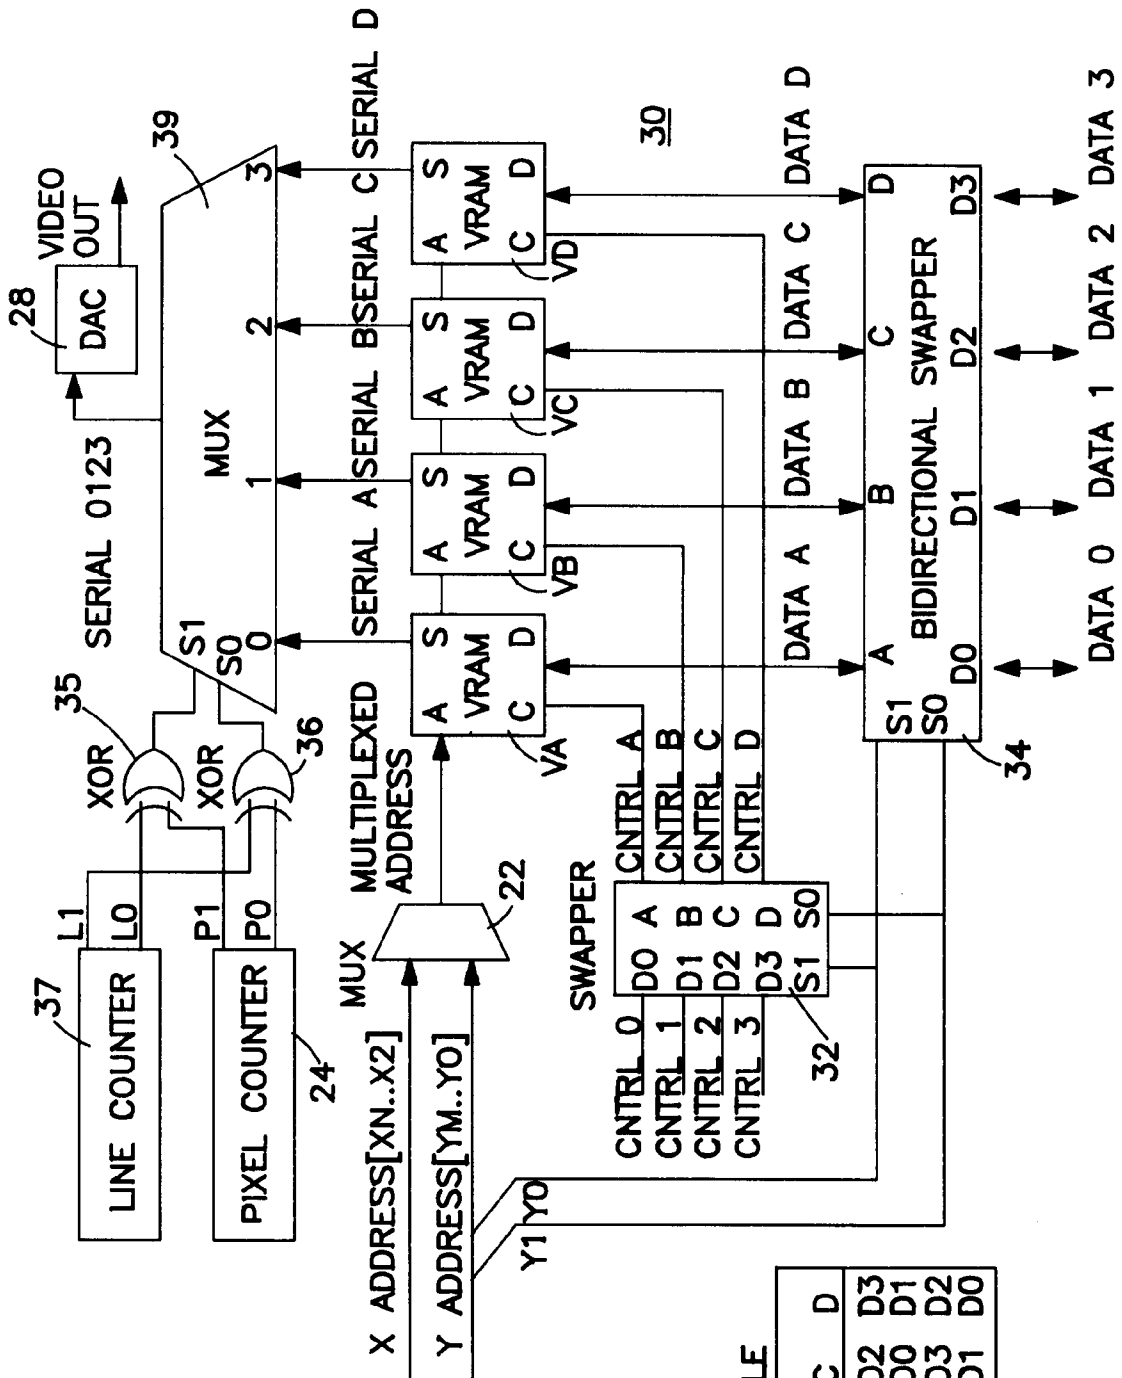 LINE COUNTER
37
L1
L0
PIXEL COUNTER
24
P1
P0
XOR
35
XOR
36
SERIAL 0123
28
DAC
VIDEO OUT
39
MUX
S1
S0
0
1
2
3
SERIAL A
SERIAL B
SERIAL C
SERIAL D
X ADDRESS[XN..X2]
Y ADDRESS[YM..Y0]
MUX
22
MULTIPLEXED ADDRESS
A
S
VRAM
C
D
VA
A
S
VRAM
C
D
VB
A
S
VRAM
C
D
VC
A
S
VRAM
C
D
VD
30
Y1
Y0
SWAPPER
CNTRL 0
D0
A
CNTRL A
CNTRL 1
D1
B
CNTRL B
CNTRL 2
D2
C
CNTRL C
CNTRL 3
D3
D
CNTRL D
S1
S0
32
DATA A
DATA B
DATA C
DATA D
S1
S0
A
B
C
D
BIDIRECTIONAL SWAPPER
D0
D1
D2
D3
34
DATA 0
DATA 1
DATA 2
DATA 3
LE
C D
D2 D3
D0 D1
D3 D2
D1 D0